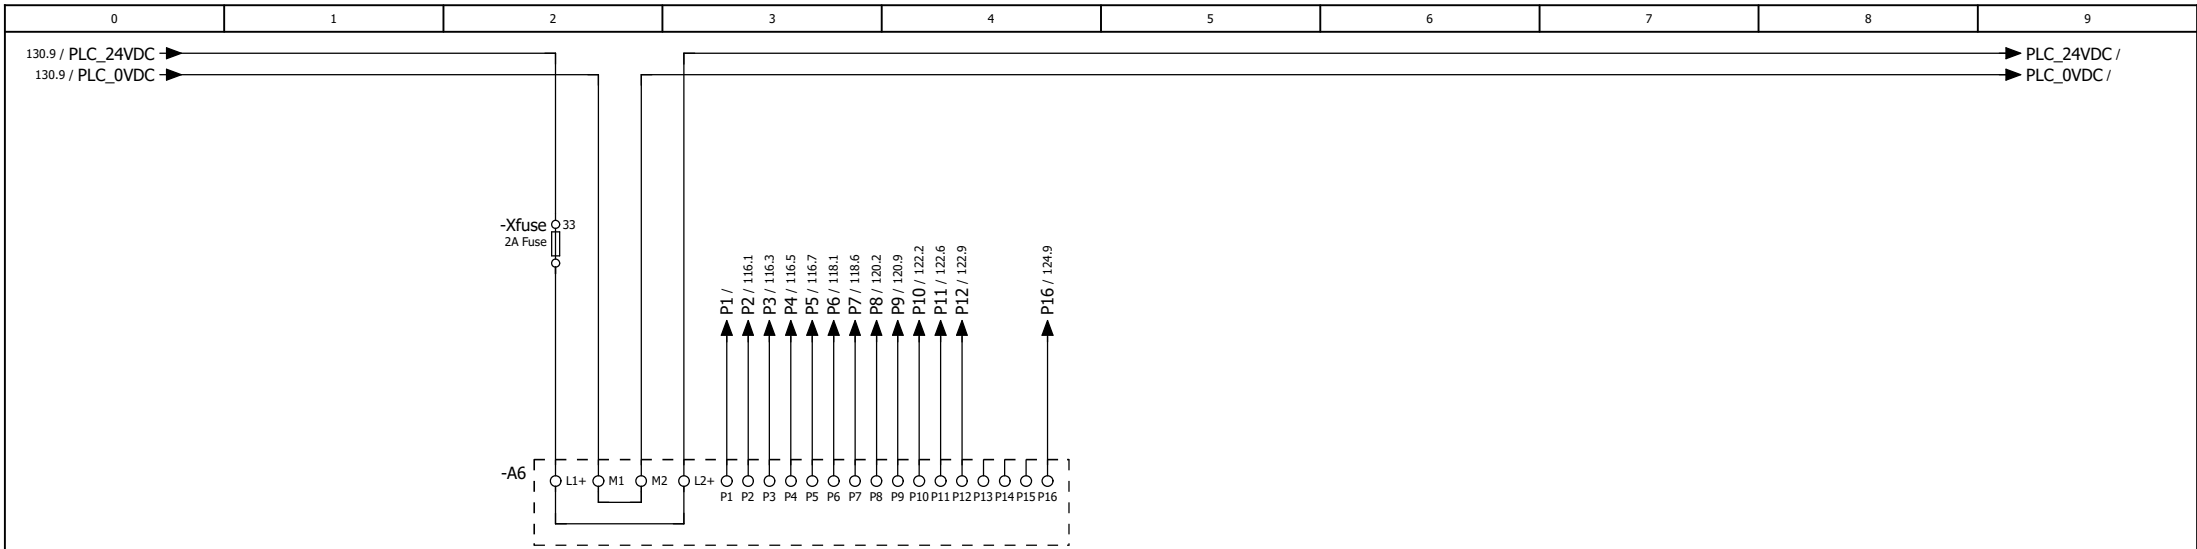 0 1 2 3 4 5 6 7 8 9
130.9 / PLC_24VDC
PLC_24VDC /
130.9 / PLC_0VDC
PLC_0VDC /
-Xfuse 33
2A Fuse
P1 /
P2 / 116.1
P3 / 116.3
P4 / 116.5
P5 / 116.7
P6 / 118.1
P7 / 118.6
P8 / 120.2
P9 / 120.9
P10 / 122.2
P11 / 122.6
P12 / 122.9
P16 / 124.9
-A6 L1+ M1 M2 L2+
P1 P2 P3 P4 P5 P6 P7 P8 P9 P10 P11 P12 P13 P14 P15 P16